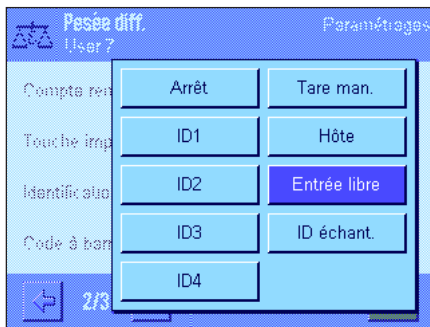 Pesée diff.
User 7
Paramétrages
Compte ren
Touche imp
Identificatio
Code à barr
Arrêt
Tare man.
ID1
Hôte
ID2
Entrée libre
ID3
ID échant.
ID4
2/3